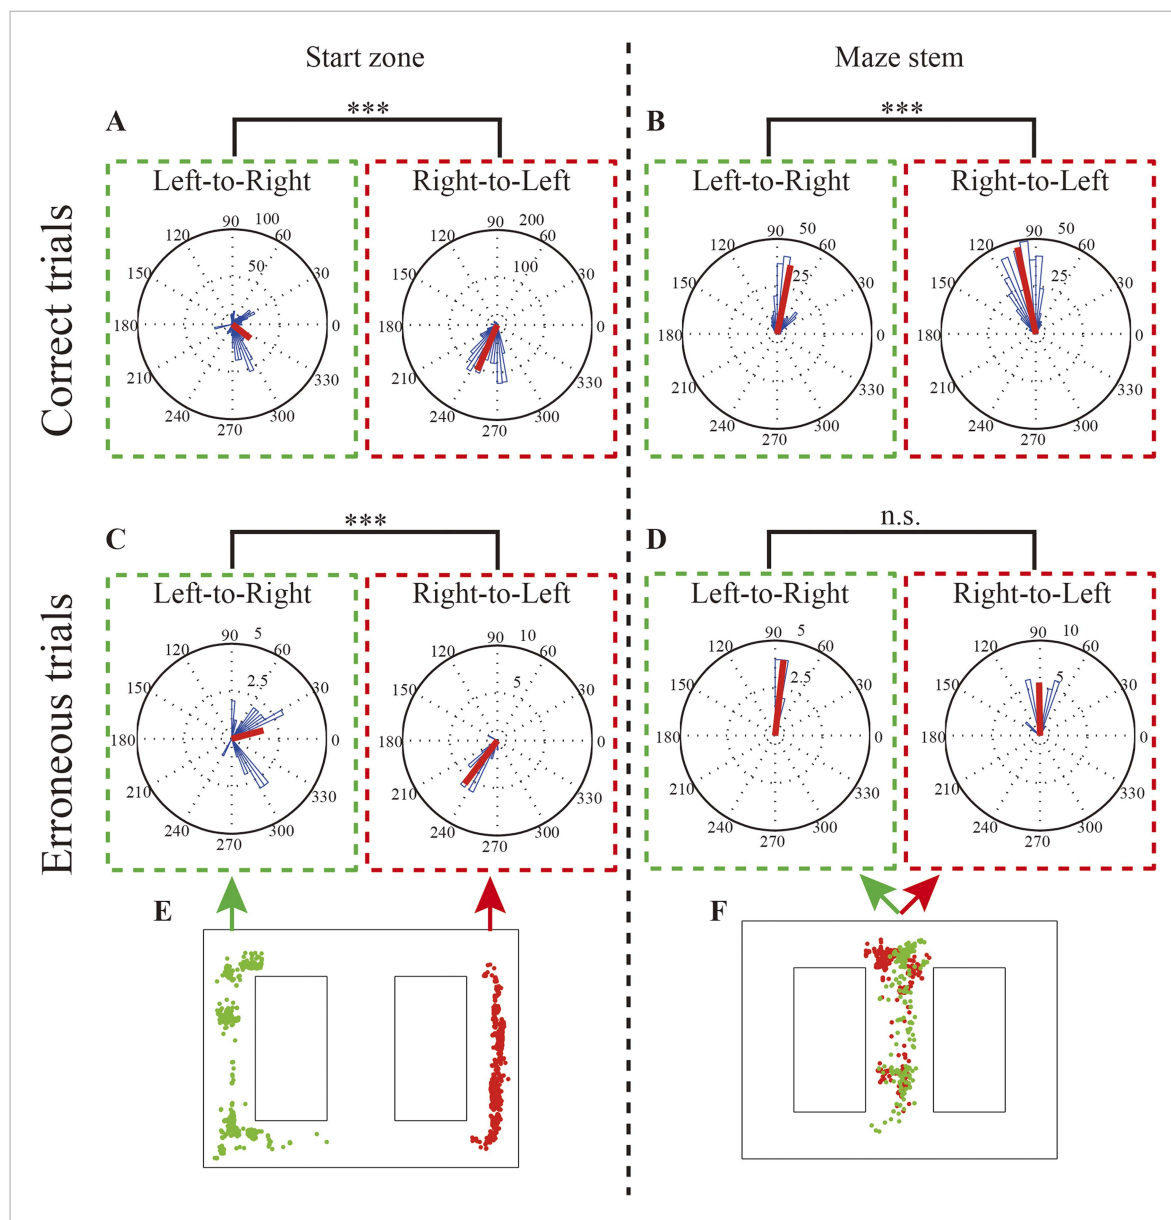 Start zone
Maze stem
A
***
B
***
Correct trials
Left-to-Right
Right-to-Left
Left-to-Right
Right-to-Left
90 100
120 60
150 50 30
180 0
210 330
240 300
270
90 200
120 60
150 100 30
180 0
210 330
240 300
270
90 50
120 60
150 25 30
180 0
210 330
240 300
270
90 50
120 60
150 25 30
180 0
210 330
240 300
270
C
***
D
n.s.
Erroneous trials
Left-to-Right
Right-to-Left
Left-to-Right
Right-to-Left
90 5
120 60
150 2.5 30
180 0
210 330
240 300
270
90 10
120 60
150 5 30
180 0
210 330
240 300
270
90 5
120 60
150 2.5 30
180 0
210 330
240 300
270
90 10
120 60
150 5 30
180 0
210 330
240 300
270
E
F